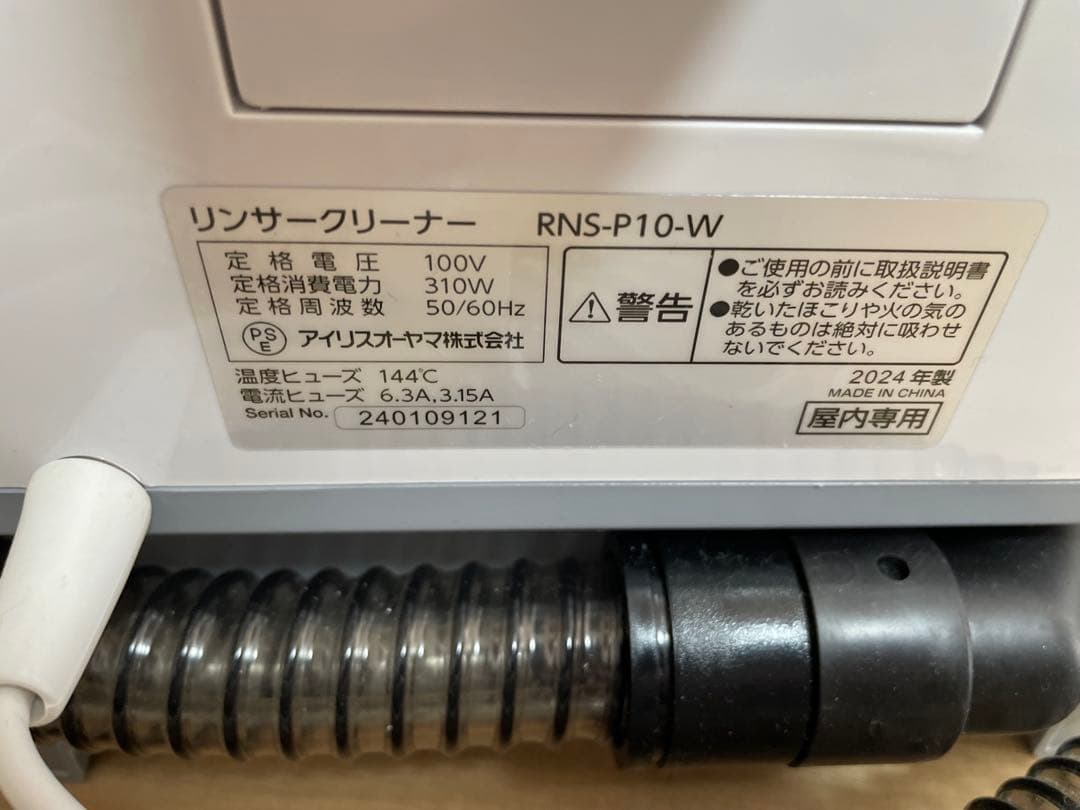 リンサークリーナー RNS-P10-W
定格電圧 100V
定格消費電力 310W
定格周波数 50/60Hz
PSE アイリスオーヤマ株式会社
温度ヒューズ 144℃
電流ヒューズ 6.3A,3.15A
Serial No. 240109121
警告
●ご使用の前に取扱説明書
を必ずお読みください。
●乾いたほこりや火の気の
あるものは絶対に吸わせ
ないでください。
2024年製
MADE IN CHINA
屋内専用